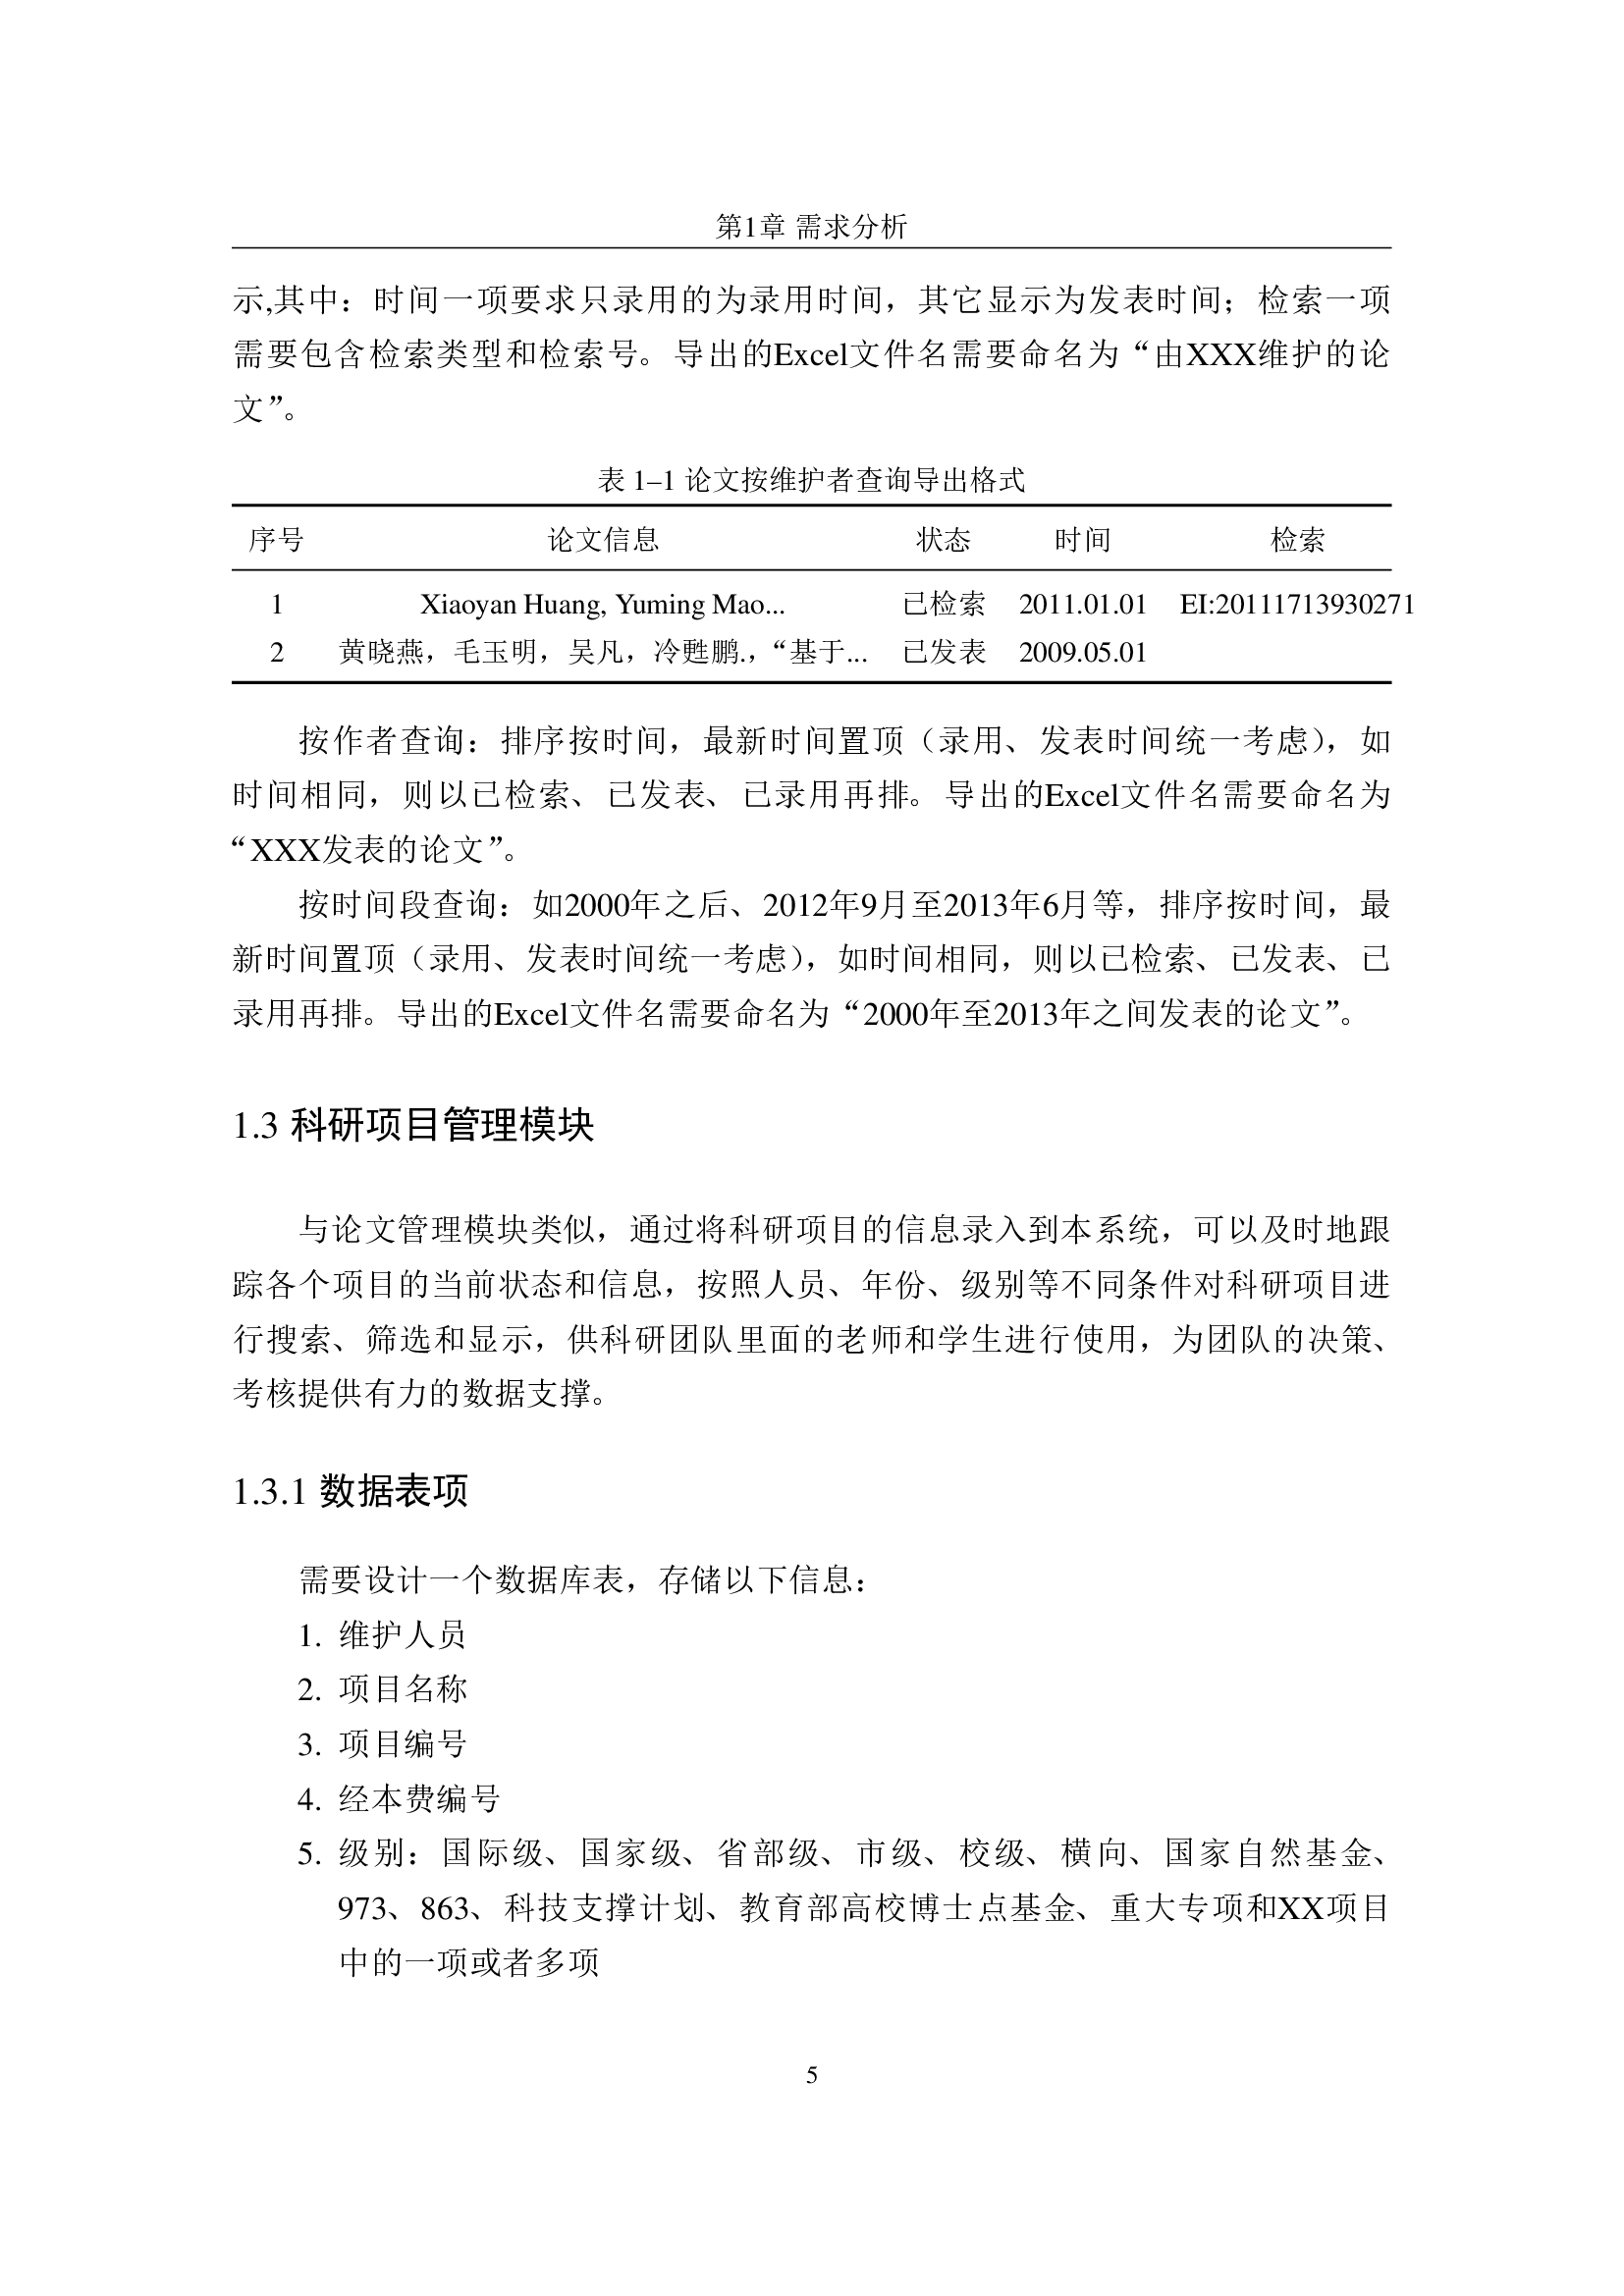 第1章 需求分析
示,其中：时间一项要求只录用的为录用时间，其它显示为发表时间；检索一项
需要包含检索类型和检索号。导出的Excel文件名需要命名为“由XXX维护的论
文”。
表 1–1 论文按维护者查询导出格式
序号 论文信息 状态 时间 检索
1 Xiaoyan Huang, Yuming Mao... 已检索 2011.01.01 EI:20111713930271
2 黄晓燕，毛玉明，吴凡，冷甦鹏.，“基于... 已发表 2009.05.01
按作者查询：排序按时间，最新时间置顶（录用、发表时间统一考虑），如
时间相同，则以已检索、已发表、已录用再排。导出的Excel文件名需要命名为
“XXX发表的论文”。
按时间段查询：如2000年之后、2012年9月至2013年6月等，排序按时间，最
新时间置顶（录用、发表时间统一考虑），如时间相同，则以已检索、已发表、已
录用再排。导出的Excel文件名需要命名为“2000年至2013年之间发表的论文”。
1.3 科研项目管理模块
与论文管理模块类似，通过将科研项目的信息录入到本系统，可以及时地跟
踪各个项目的当前状态和信息，按照人员、年份、级别等不同条件对科研项目进
行搜索、筛选和显示，供科研团队里面的老师和学生进行使用，为团队的决策、
考核提供有力的数据支撑。
1.3.1 数据表项
需要设计一个数据库表，存储以下信息：
1. 维护人员
2. 项目名称
3. 项目编号
4. 经本费编号
5. 级别：国际级、国家级、省部级、市级、校级、横向、国家自然基金、
973、863、科技支撑计划、教育部高校博士点基金、重大专项和XX项目
中的一项或者多项
5